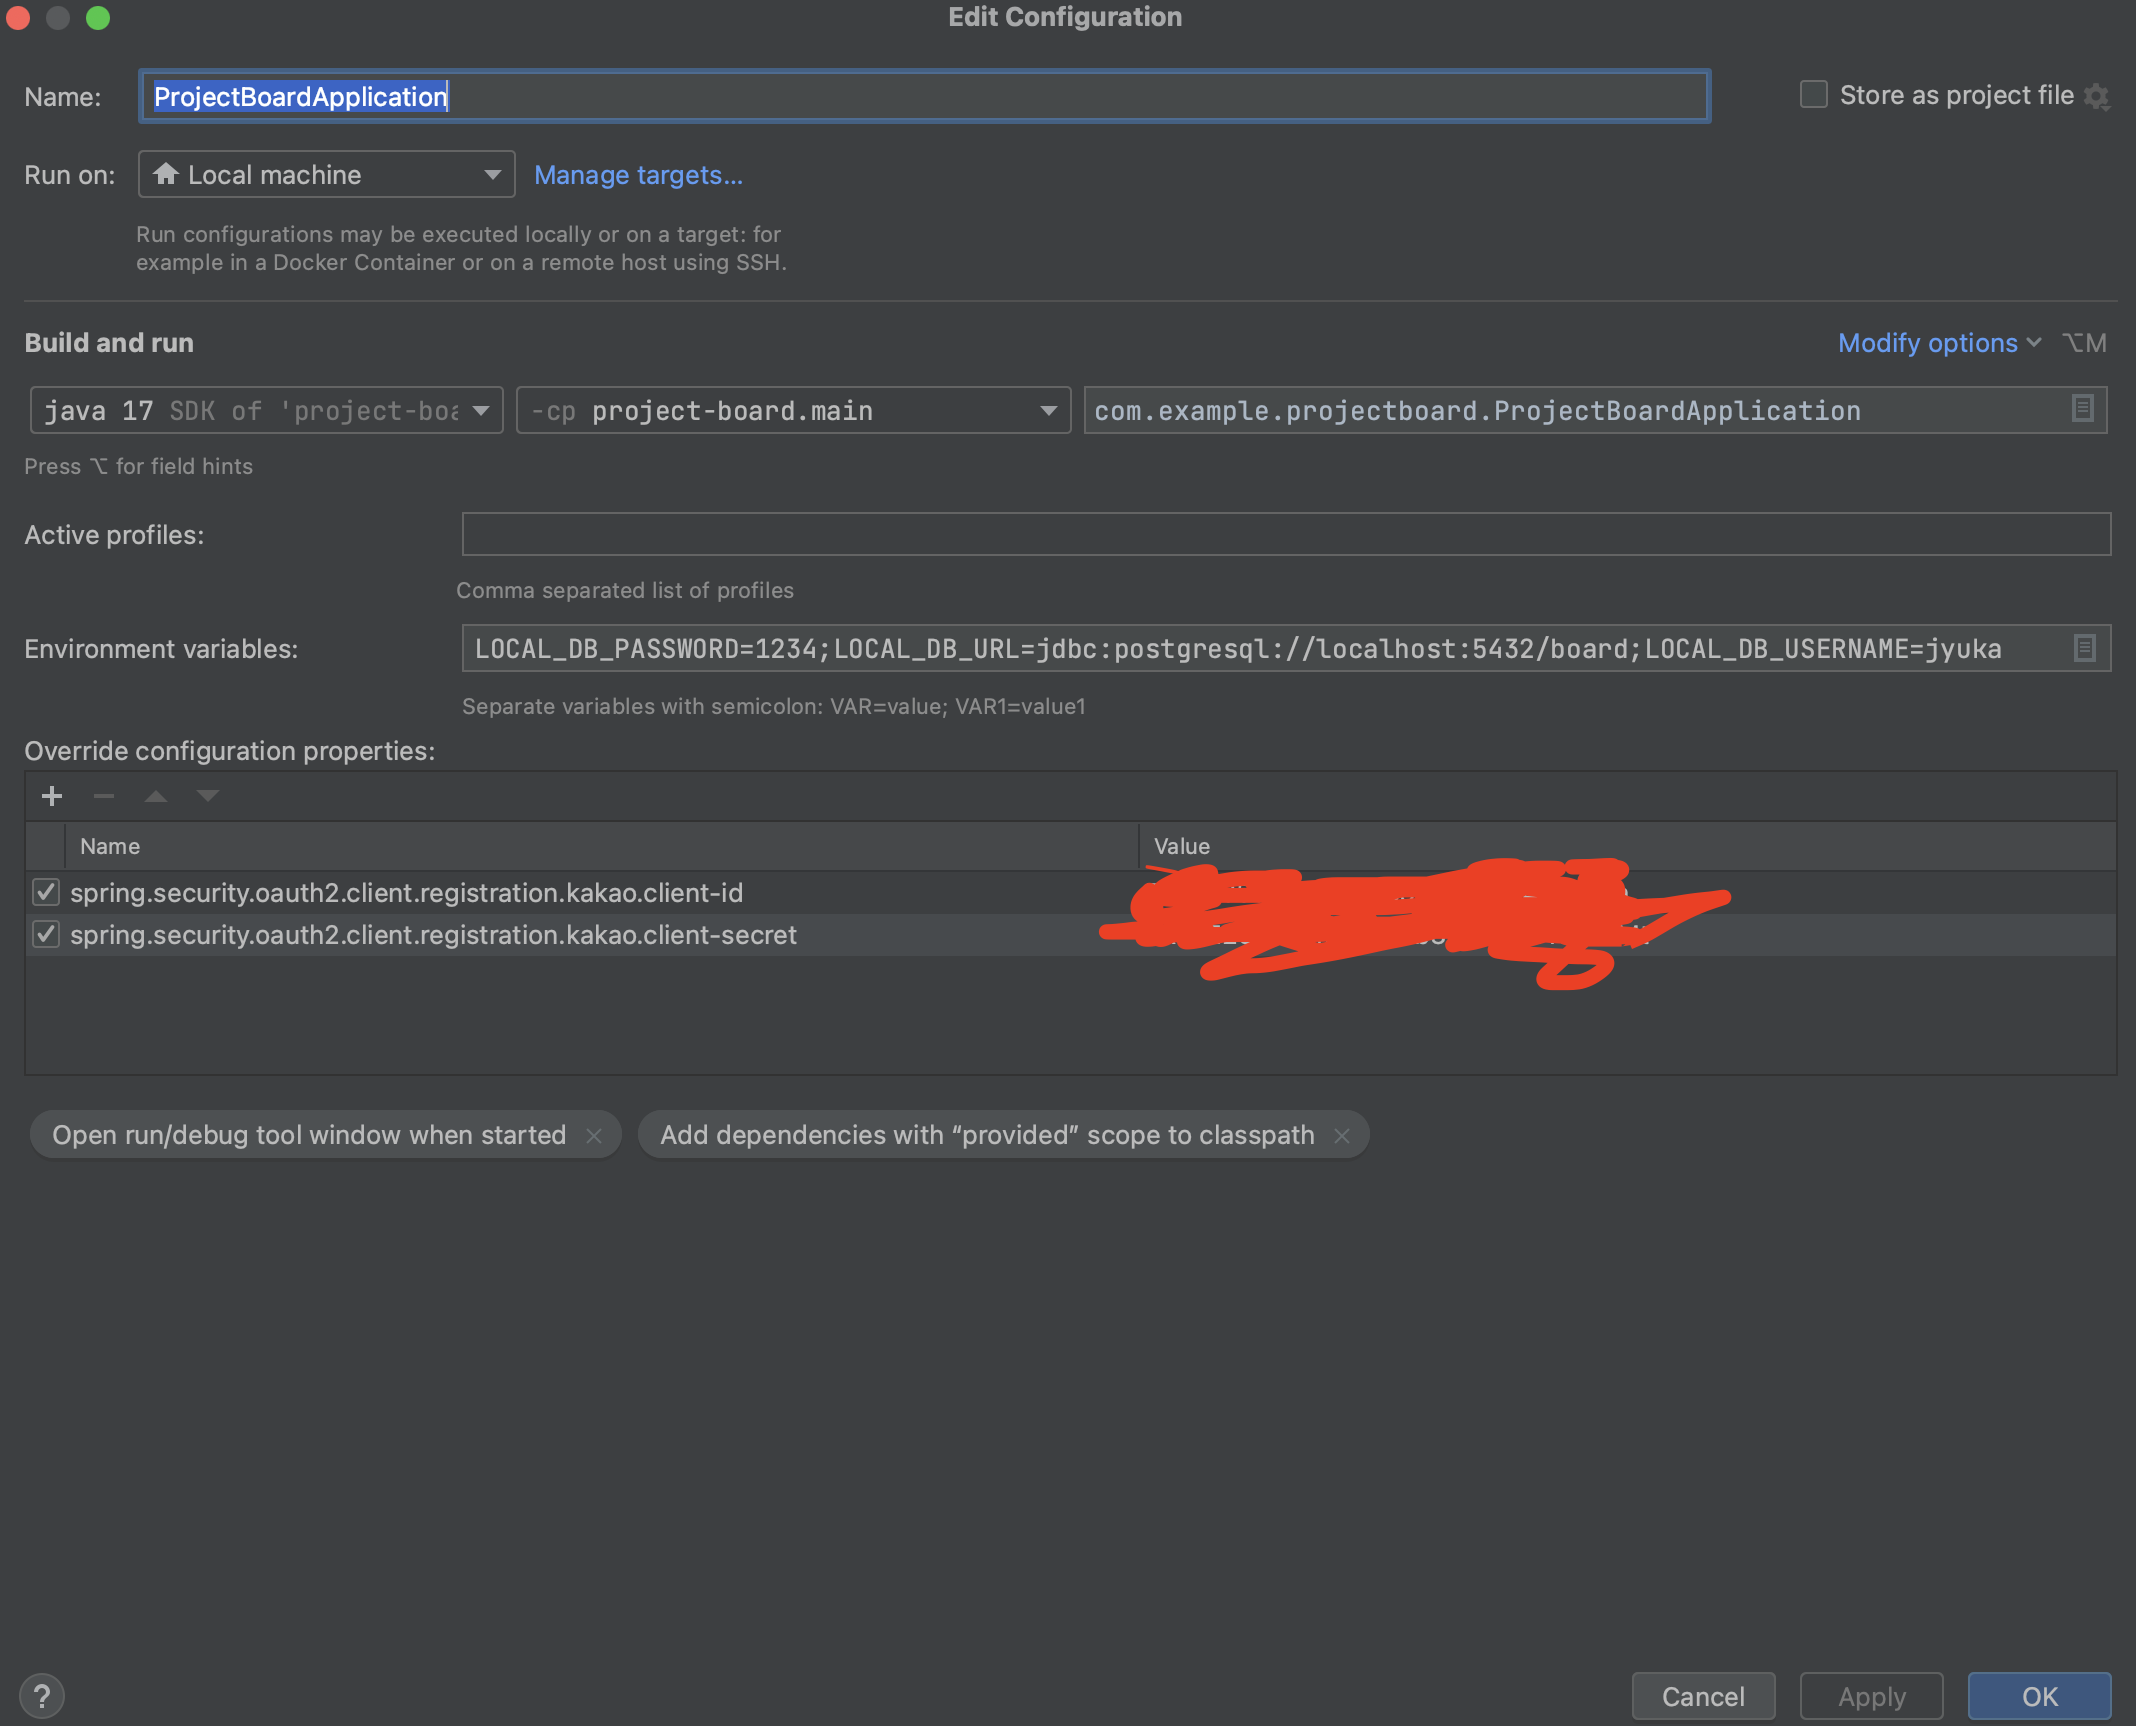 Edit Configuration
Name: ProjectBoardApplication Store as project file
Run on: Local machine Manage targets...
Run configurations may be executed locally or on a target: for
example in a Docker Container or on a remote host using SSH.
Build and run Modify options ⌥M
java 17 SDK of 'project-boa -cp project-board.main com.example.projectboard.ProjectBoardApplication
Press ⌥ for field hints
Active profiles:
Comma separated list of profiles
Environment variables: LOCAL_DB_PASSWORD=1234;LOCAL_DB_URL=jdbc:postgresql://localhost:5432/board;LOCAL_DB_USERNAME=jyuka
Separate variables with semicolon: VAR=value; VAR1=value1
Override configuration properties:
Name Value
spring.security.oauth2.client.registration.kakao.client-id
spring.security.oauth2.client.registration.kakao.client-secret
Open run/debug tool window when started × Add dependencies with “provided” scope to classpath ×
? Cancel Apply OK